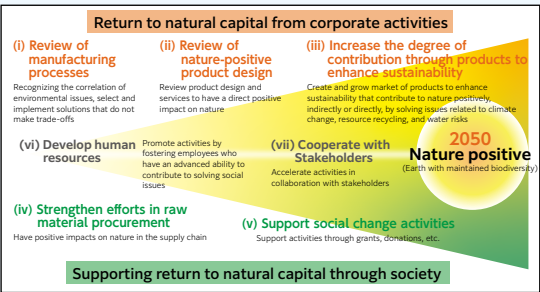 Return to natural capital from corporate activities
(i) Review of
manufacturing
processes
Recognizing the correlation of
environmental issues, select and
implement solutions that do not
make trade-offs
(ii) Review of
nature-positive
product design
Review product design and
services to have a direct positive
impact on nature
(iii) Increase the degree of
contribution through products to
enhance sustainability
Create and grow market of products to enhance
sustainability that contribute to nature positively,
indirectly or directly, by solving issues related to climate
change, resource recycling, and water risks
(vi) Develop human
resources
Promote activities by
fostering employees who
have an advanced ability to
contribute to solving social
issues
(vii) Cooperate with
Stakeholders
Accelerate activities in
collaboration with stakeholders
2050
Nature positive
(Earth with maintained biodiversity)
(iv) Strengthen efforts in raw
material procurement
Have positive impacts on nature in the supply chain
(v) Support social change activities
Support activities through grants, donations, etc.
Supporting return to natural capital through society